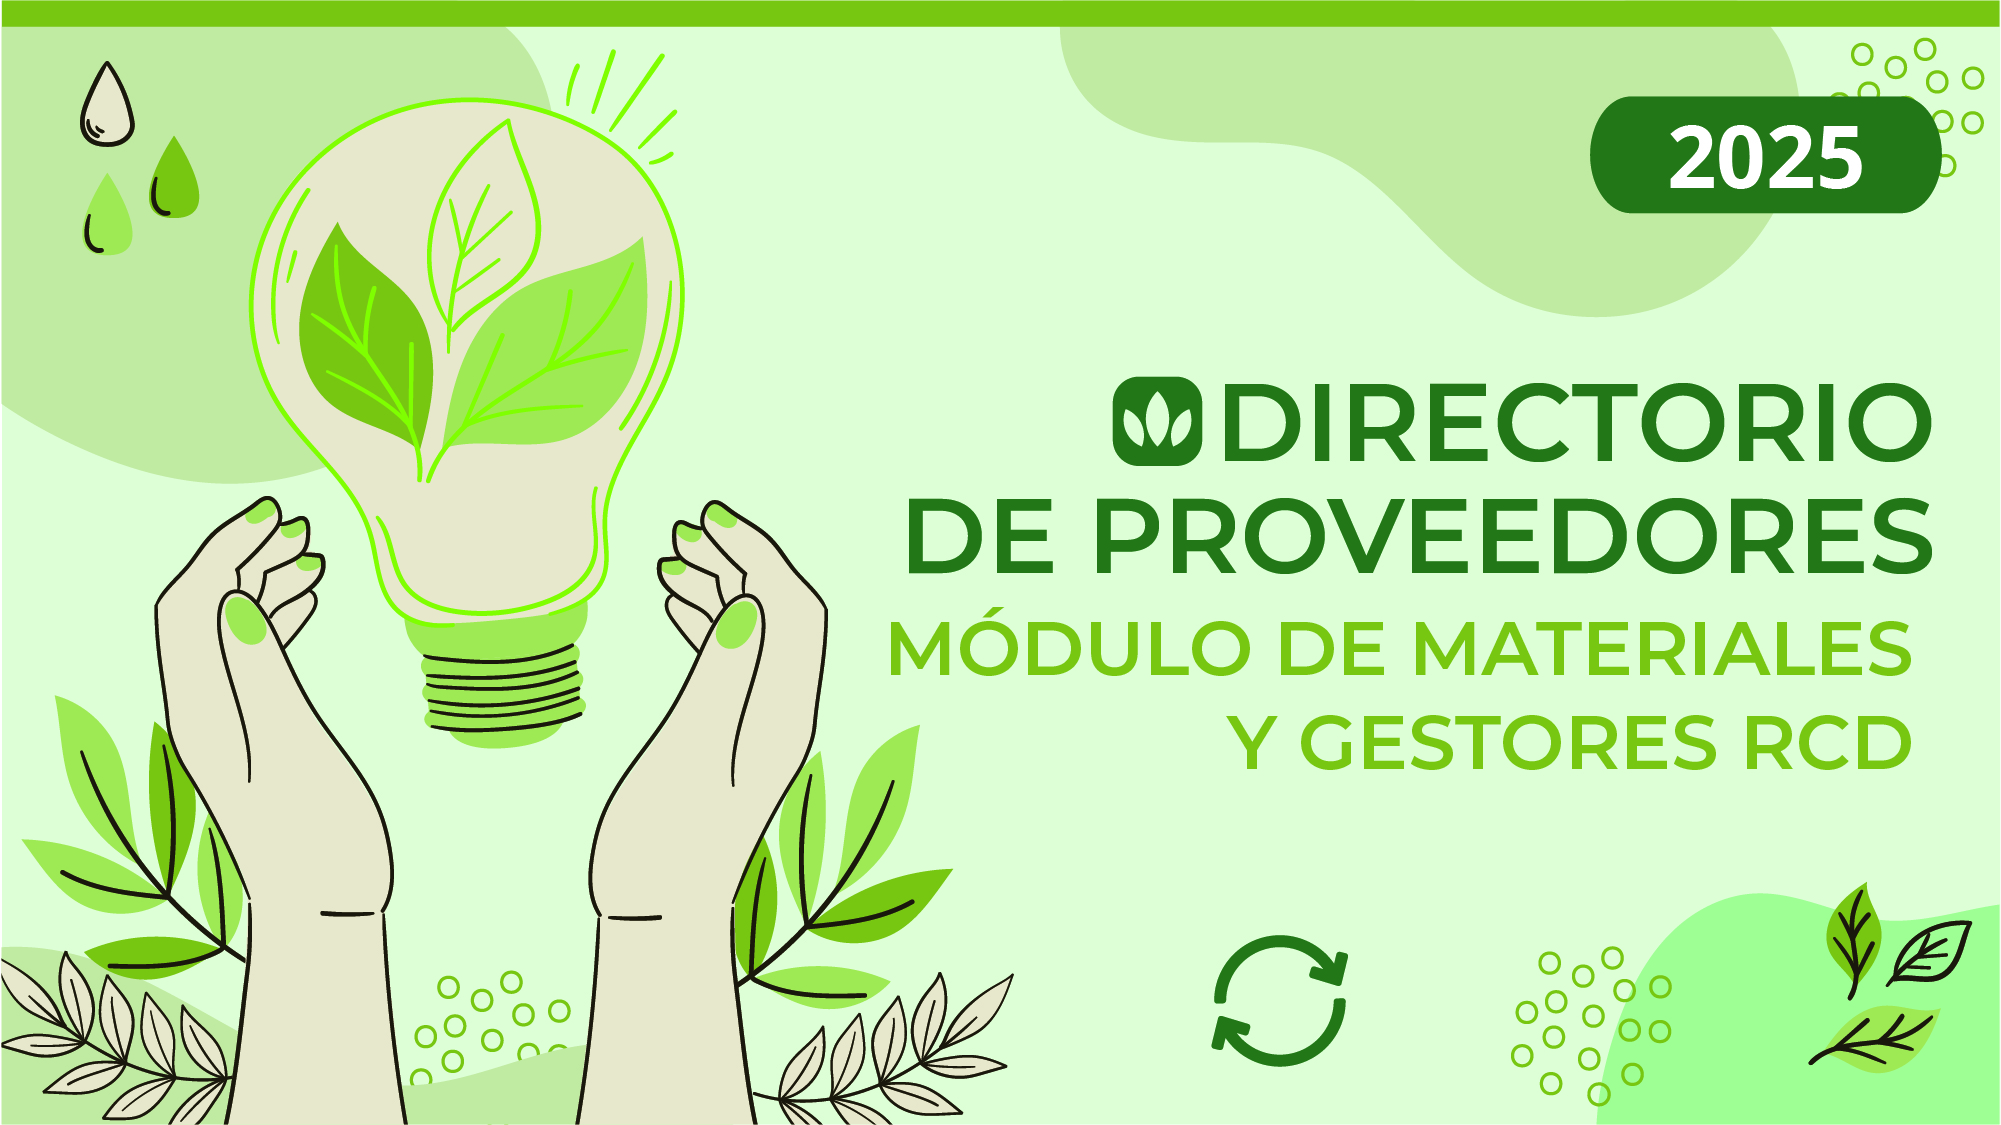 2025
DIRECTORIO
DE PROVEEDORES
MÓDULO DE MATERIALES
Y GESTORES RCD